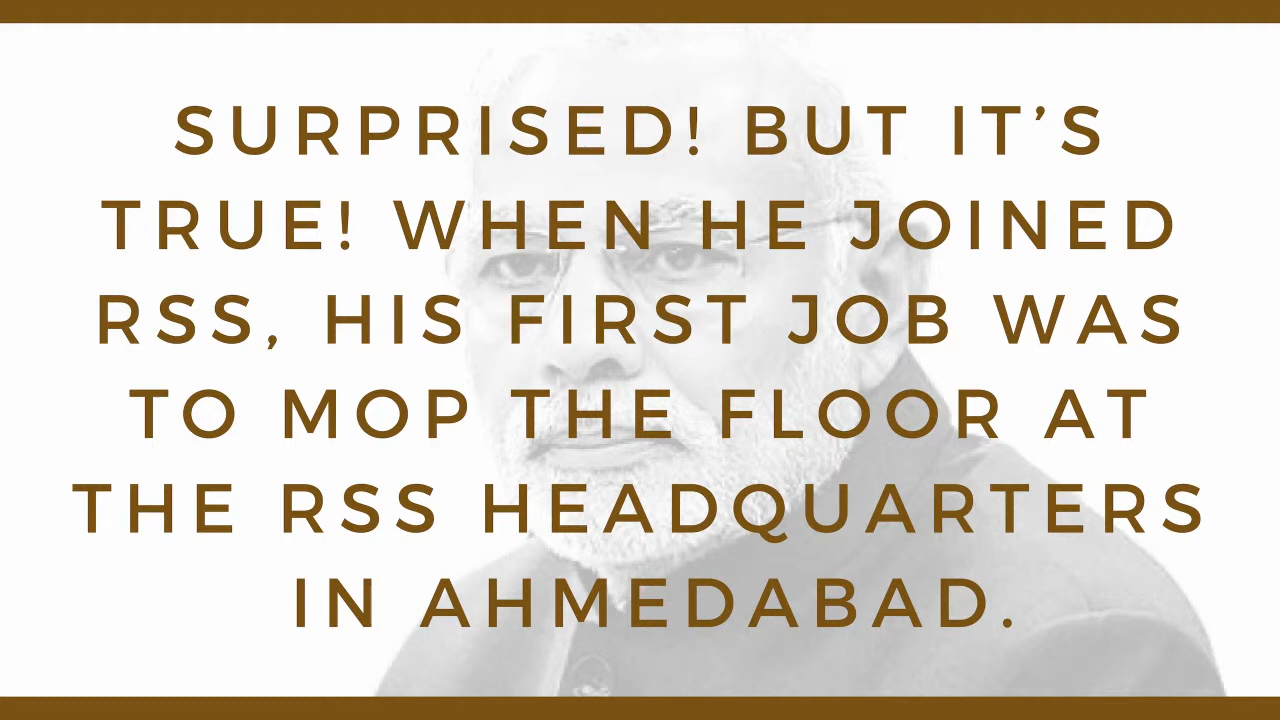 SURPRISED! BUT IT’S
TRUE! WHEN HE JOINED
RSS, HIS FIRST JOB WAS
TO MOP THE FLOOR AT
THE RSS HEADQUARTERS
IN AHMEDABAD.